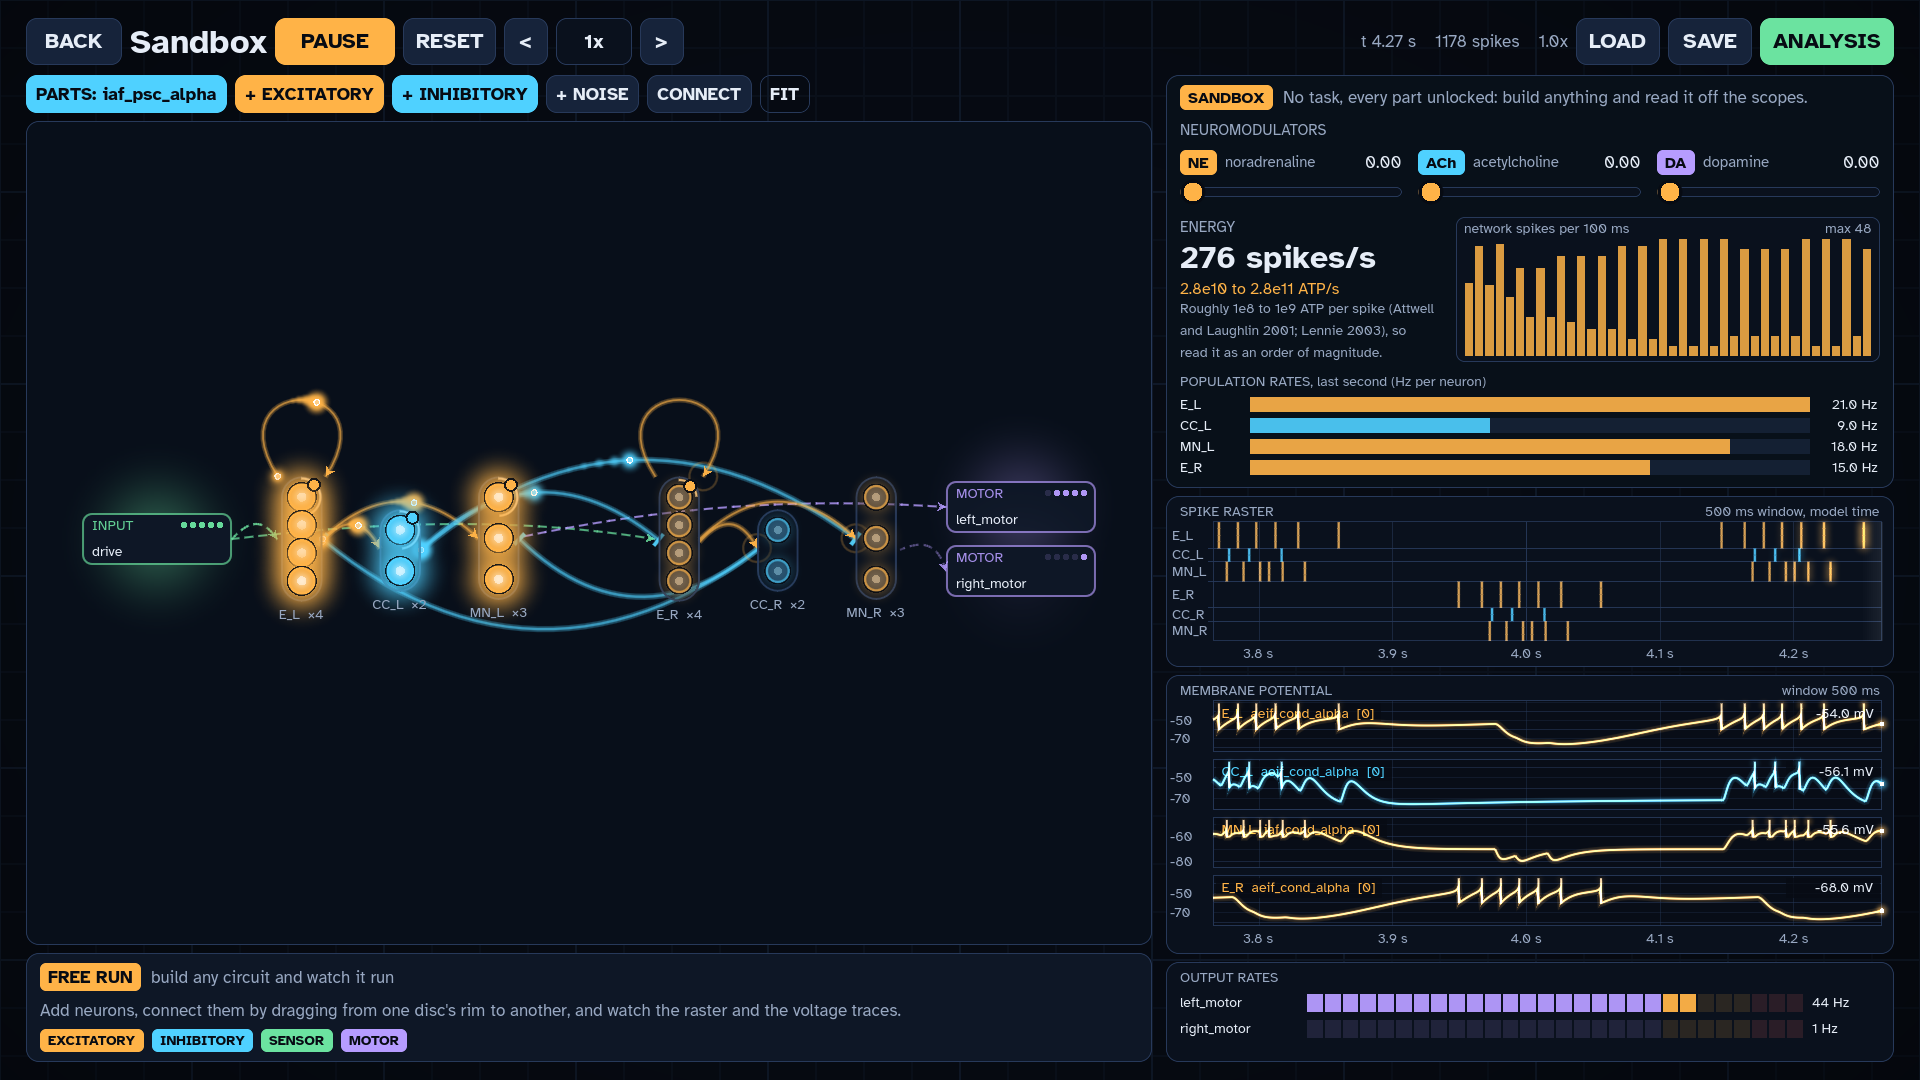 BACK Sandbox PAUSE RESET < 1x > t 4.27 s 1178 spikes 1.0x LOAD SAVE ANALYSIS
PARTS: iaf_psc_alpha + EXCITATORY + INHIBITORY + NOISE CONNECT FIT
INPUT
drive
E_L ×4
CC_L ×2
MN_L ×3
E_R ×4
CC_R ×2
MN_R ×3
MOTOR
left_motor
MOTOR
right_motor
FREE RUN build any circuit and watch it run
Add neurons, connect them by dragging from one disc's rim to another, and watch the raster and the voltage traces.
EXCITATORY INHIBITORY SENSOR MOTOR
SANDBOX No task, every part unlocked: build anything and read it off the scopes.
NEUROMODULATORS
NE noradrenaline 0.00 ACh acetylcholine 0.00 DA dopamine 0.00
ENERGY
276 spikes/s
2.8e10 to 2.8e11 ATP/s
Roughly 1e8 to 1e9 ATP per spike (Attwell
and Laughlin 2001; Lennie 2003), so
read it as an order of magnitude.
network spikes per 100 ms max 48
POPULATION RATES, last second (Hz per neuron)
E_L 21.0 Hz
CC_L 9.0 Hz
MN_L 18.0 Hz
E_R 15.0 Hz
SPIKE RASTER 500 ms window, model time
E_L
CC_L
MN_L
E_R
CC_R
MN_R
3.8 s 3.9 s 4.0 s 4.1 s 4.2 s
MEMBRANE POTENTIAL window 500 ms
E_L aeif_cond_alpha [0] -54.0 mV
-50
-70
CC_L aeif_cond_alpha [0] -56.1 mV
-50
-70
MN_L iaf_cond_alpha [0] -55.6 mV
-60
-80
E_R aeif_cond_alpha [0] -68.0 mV
-50
-70
3.8 s 3.9 s 4.0 s 4.1 s 4.2 s
OUTPUT RATES
left_motor 44 Hz
right_motor 1 Hz